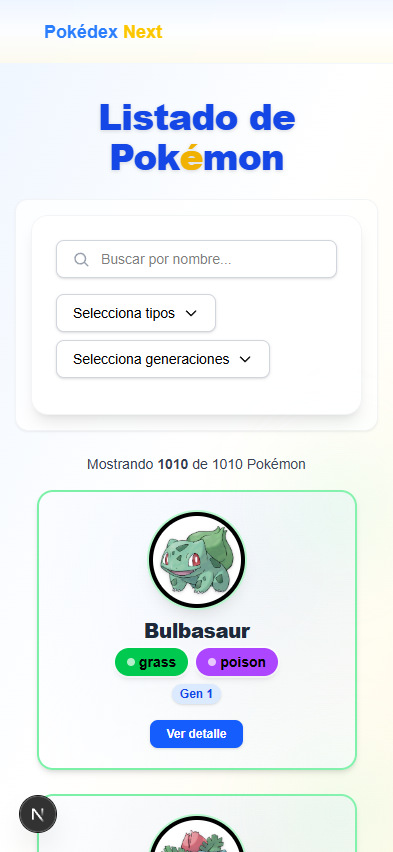 Pokédex Next
Listado de
Pokémon
Buscar por nombre...
Selecciona tipos
Selecciona generaciones
Mostrando 1010 de 1010 Pokémon
Bulbasaur
grass poison
Gen 1
Ver detalle
N